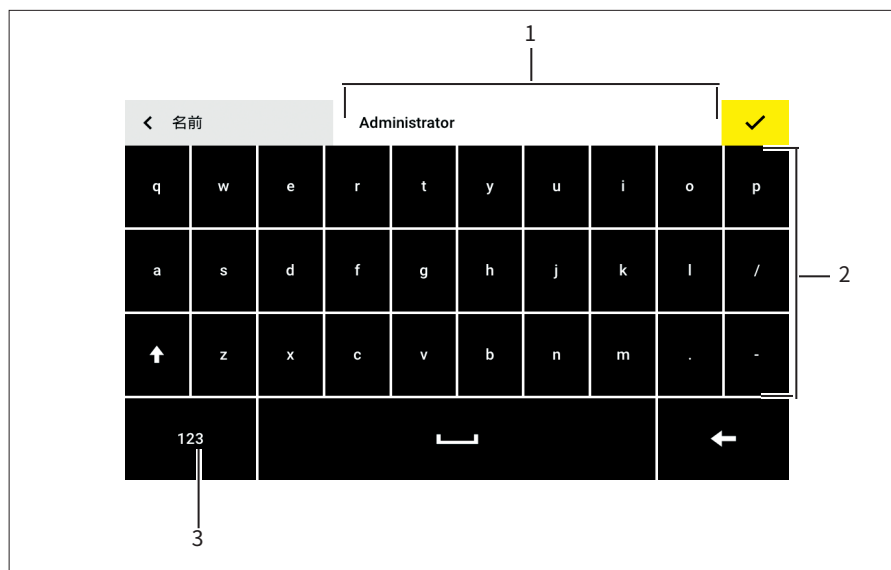 1
名前 Administrator
q w e r t y u i o p
a s d f g h j k l /
2
z x c v b n m . -
123
3